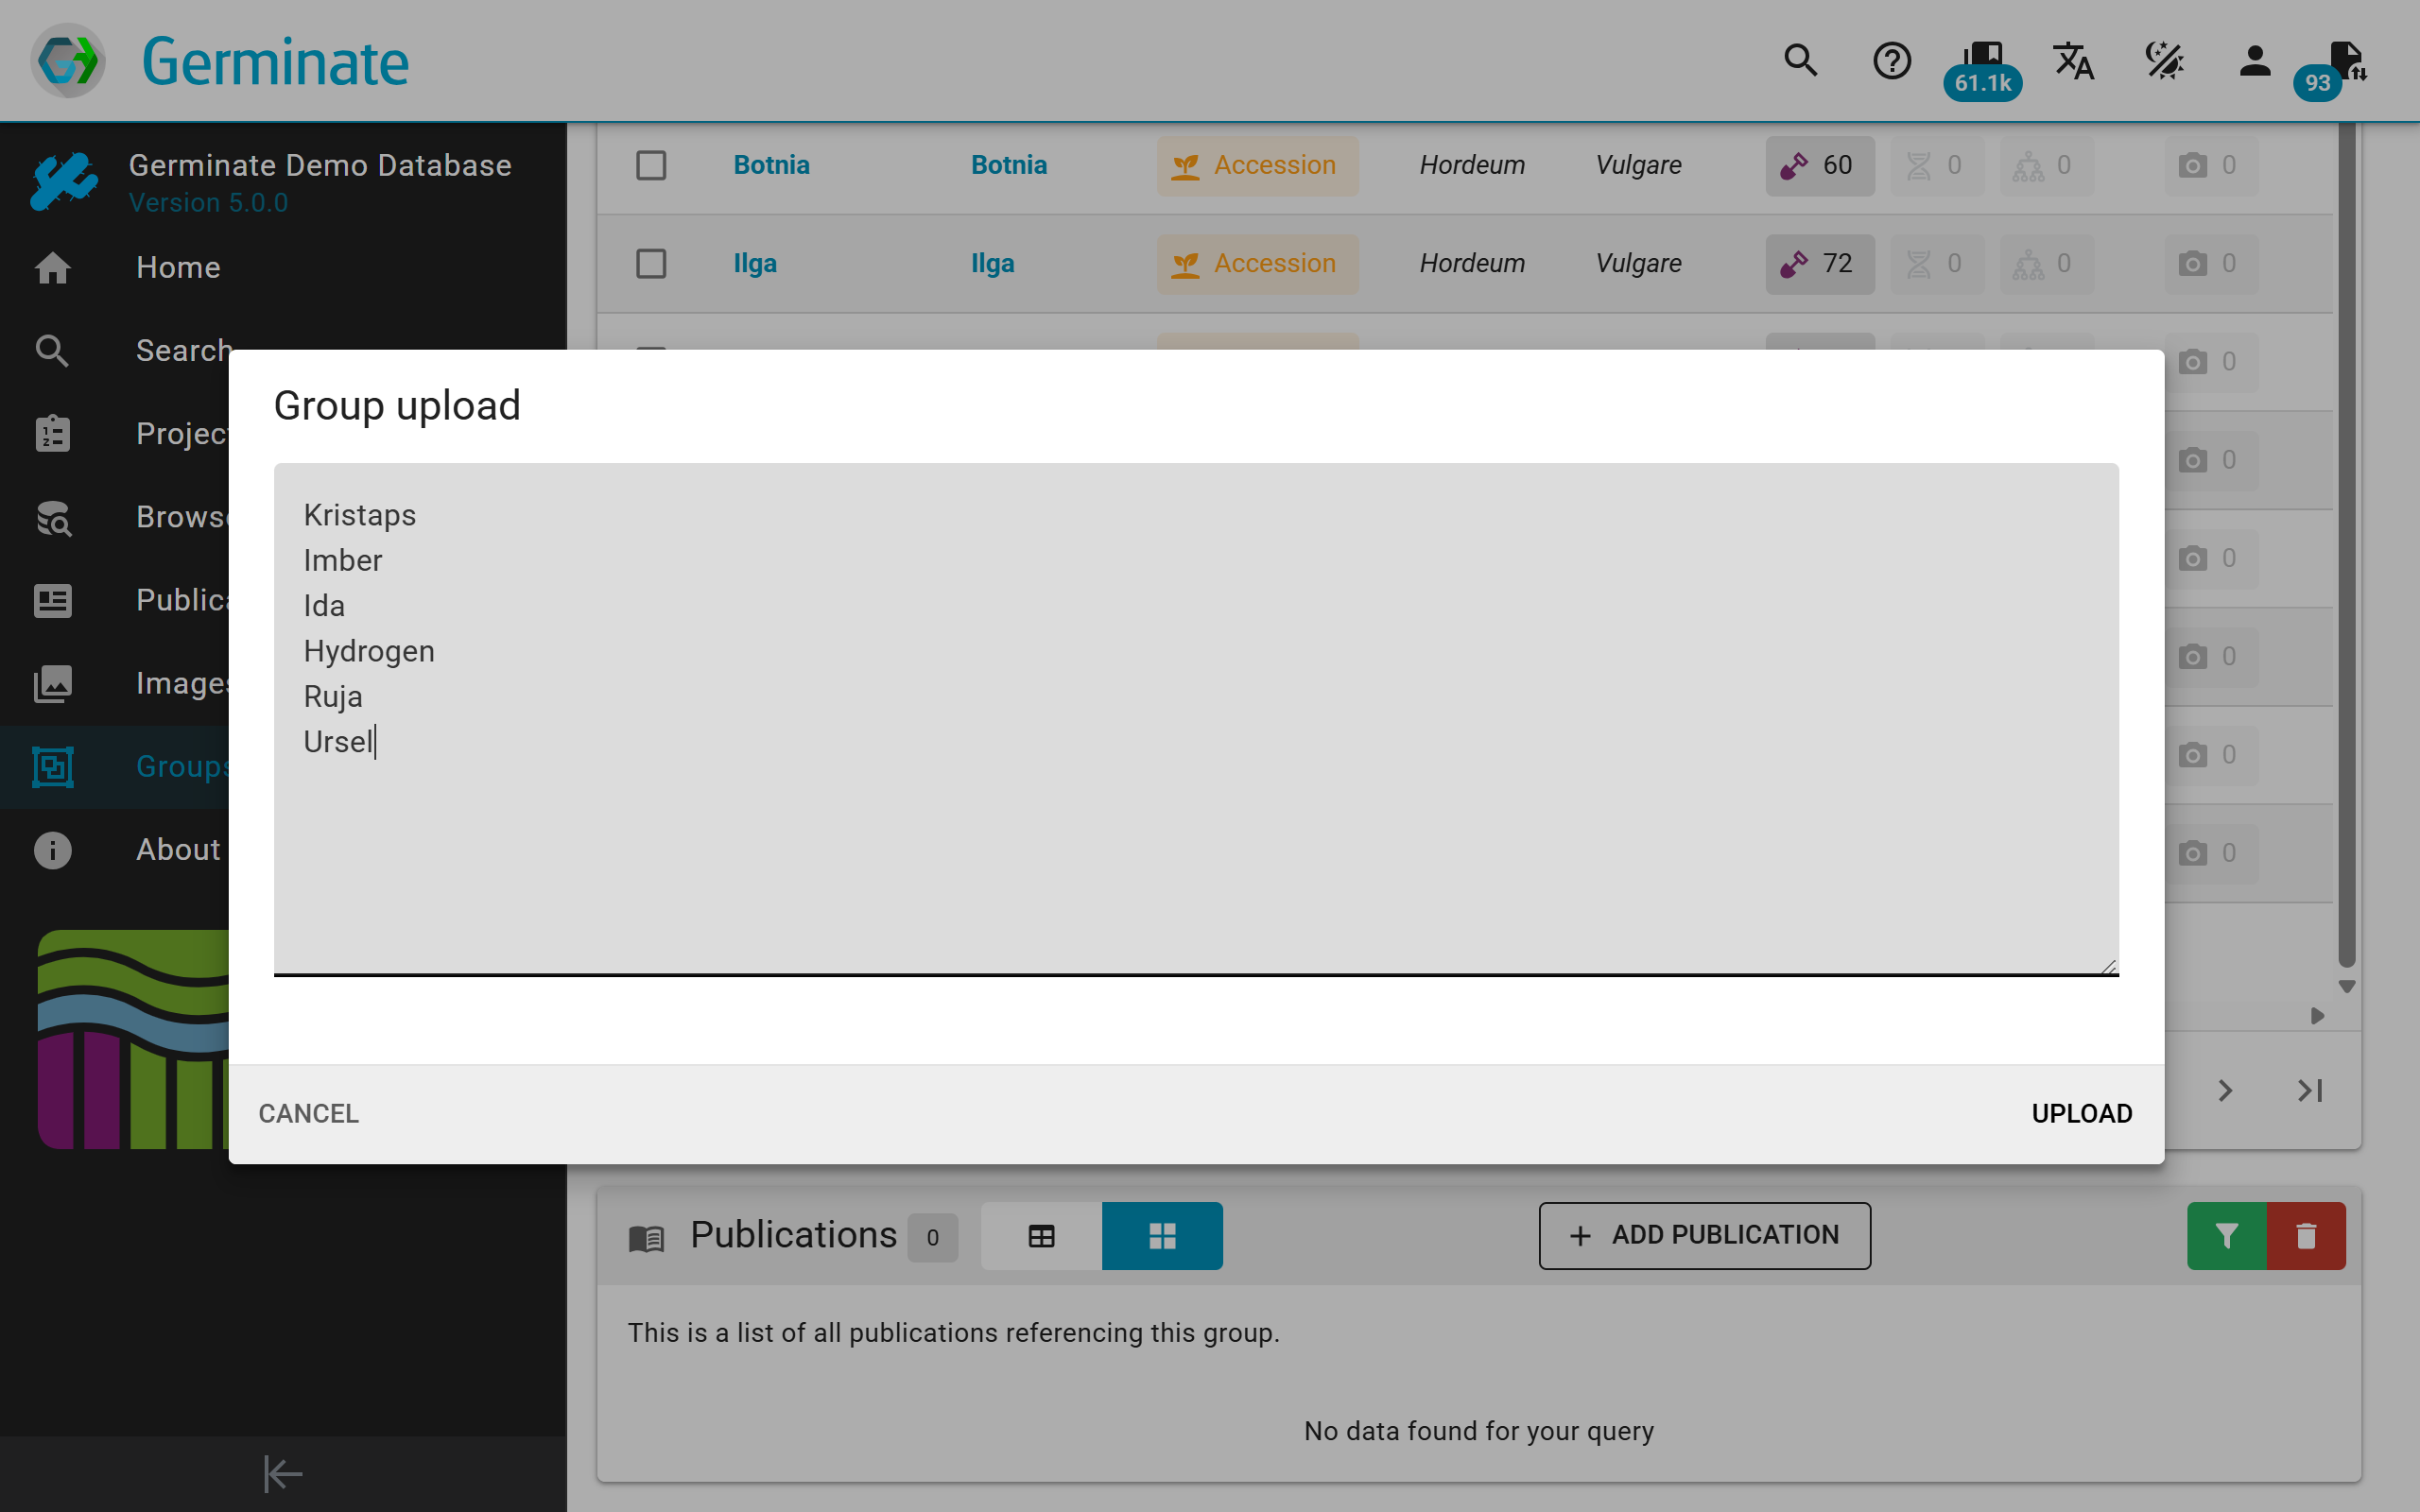 Germinate
61.1k
93
Germinate Demo Database
Version 5.0.0
Home
Search
Projec
Brows
Publica
Images
Groups
About
Botnia Botnia Accession Hordeum Vulgare 60 0 0 0
Ilga Ilga Accession Hordeum Vulgare 72 0 0 0
0
0
0
0
0
0
Group upload
Kristaps
Imber
Ida
Hydrogen
Ruja
Ursel
CANCEL UPLOAD
Publications 0 ADD PUBLICATION
This is a list of all publications referencing this group.
No data found for your query